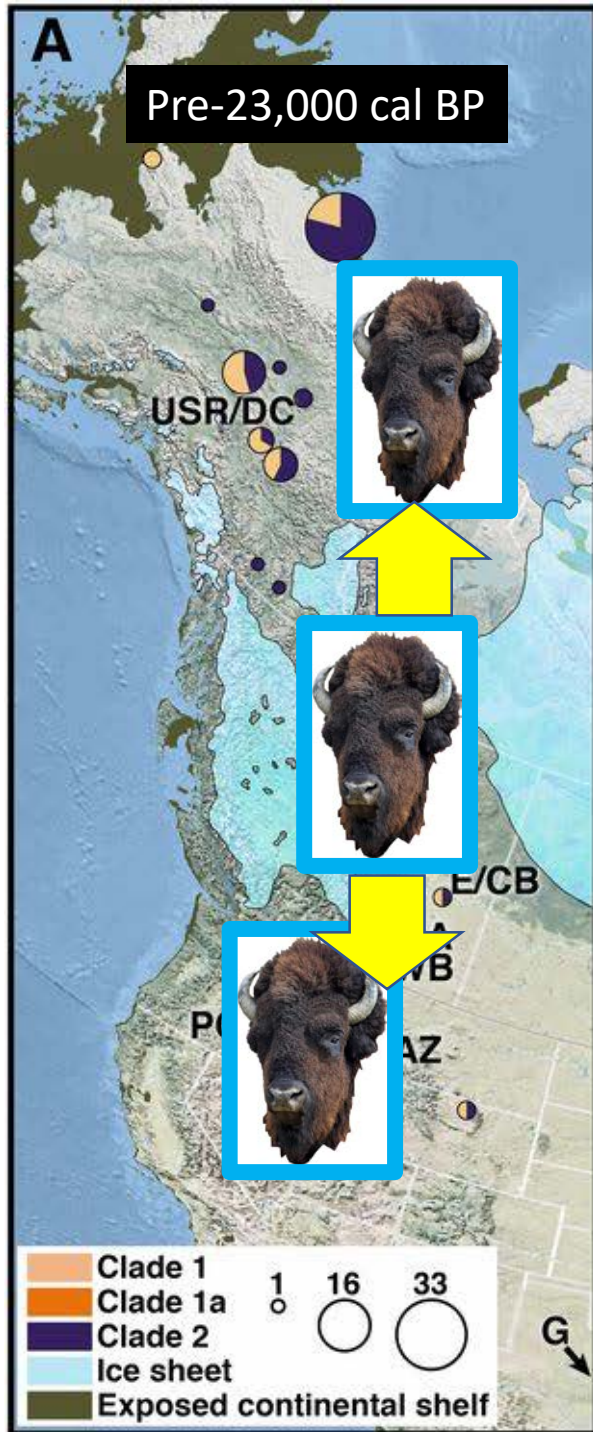 A
Pre-23,000 cal BP
USR/DC
E/CB
AZ
Clade 1
Clade 1a
Clade 2
Ice sheet
Exposed continental shelf
1 16 33
G